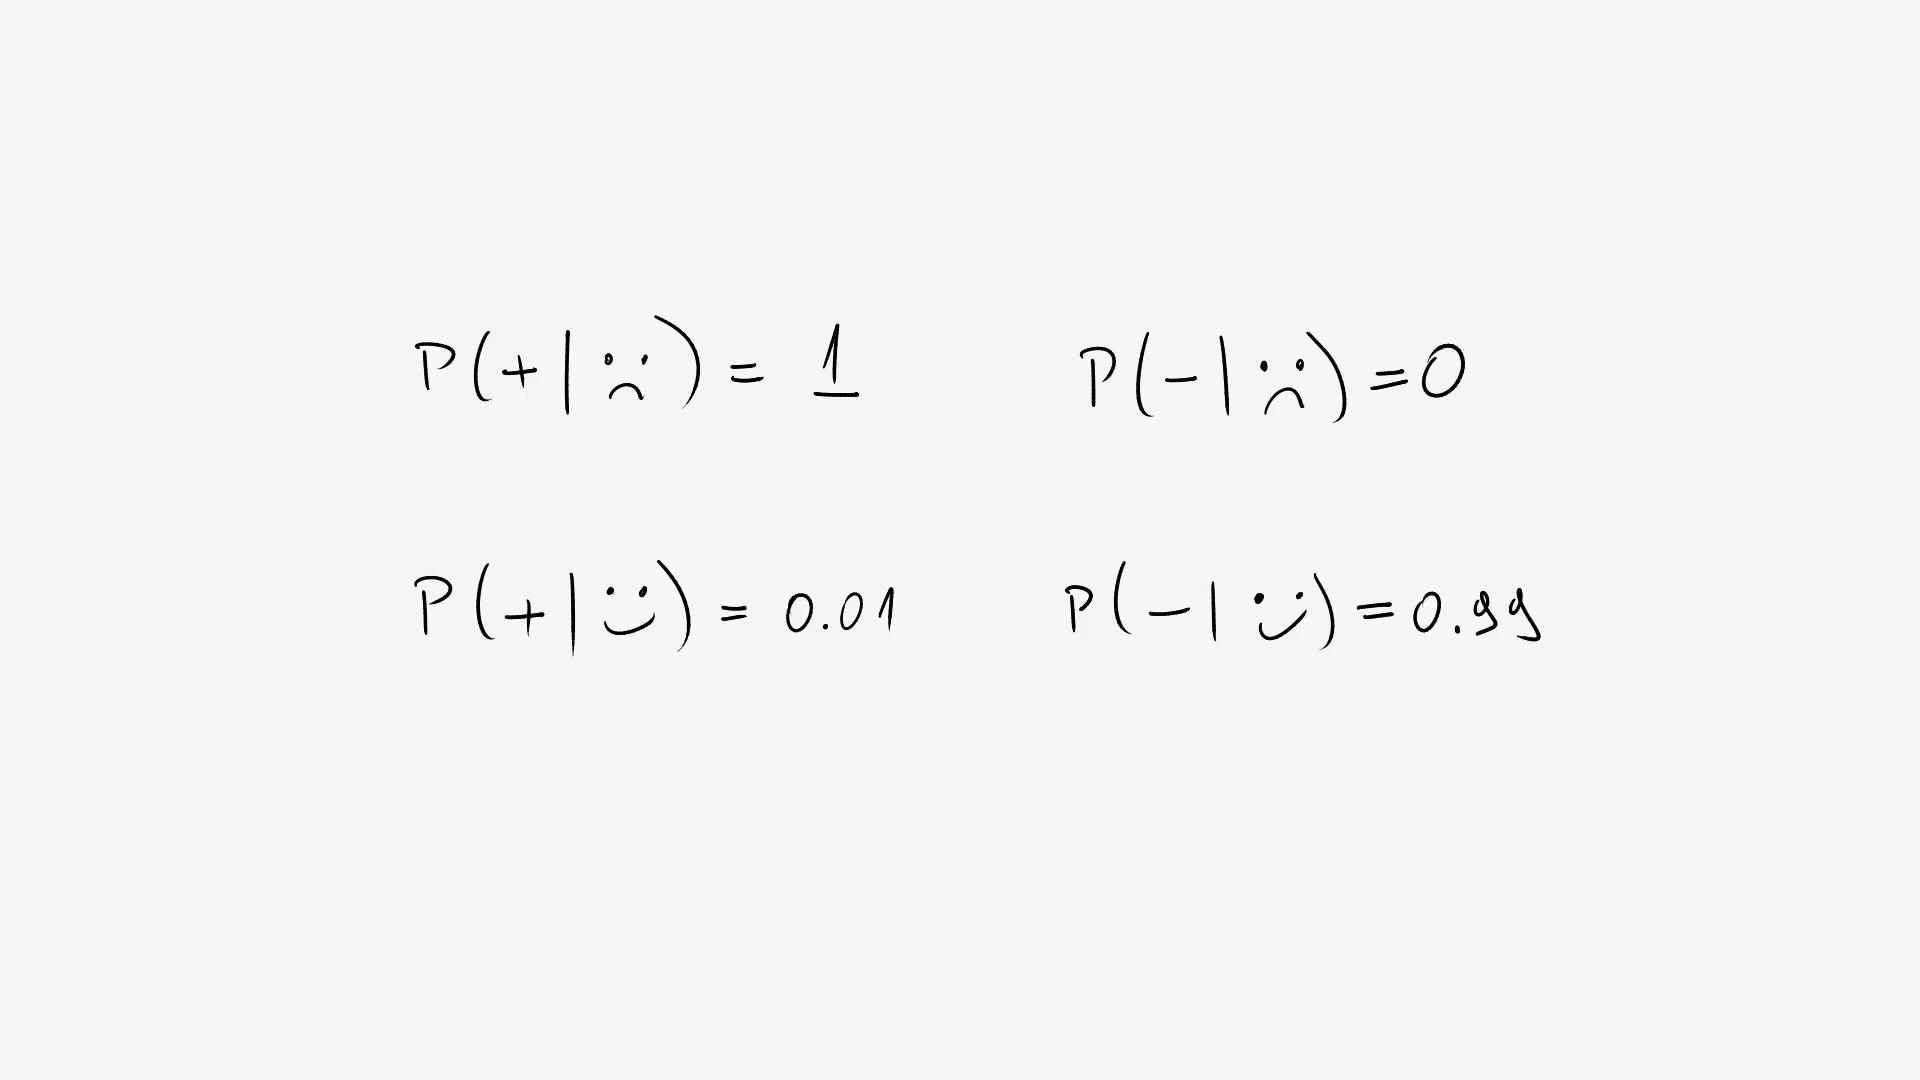 P(+|☹) = 1 P(-|☹) = 0
P(+|☺) = 0.01 P(-|☺) = 0.99